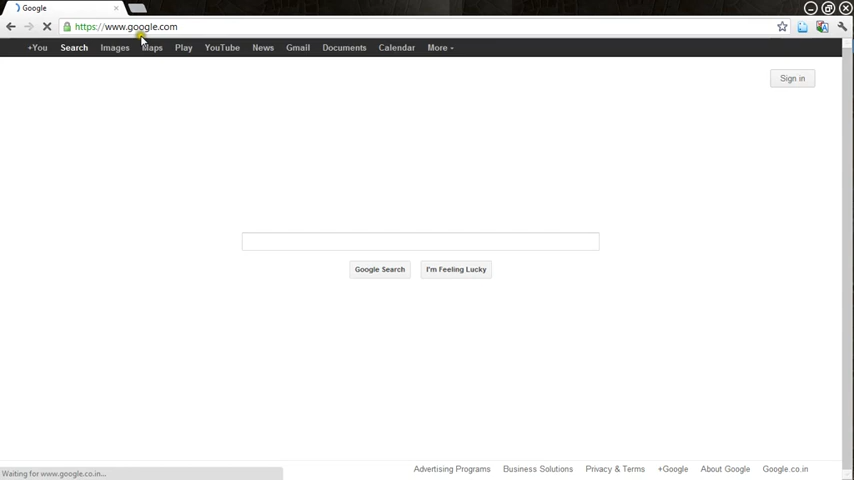 Google
https://www.google.com
+You Search Images Maps Play YouTube News Gmail Documents Calendar More
Sign in
Google Search I'm Feeling Lucky
Advertising Programs Business Solutions Privacy & Terms +Google About Google Google.co.in
Waiting for www.google.co.in...